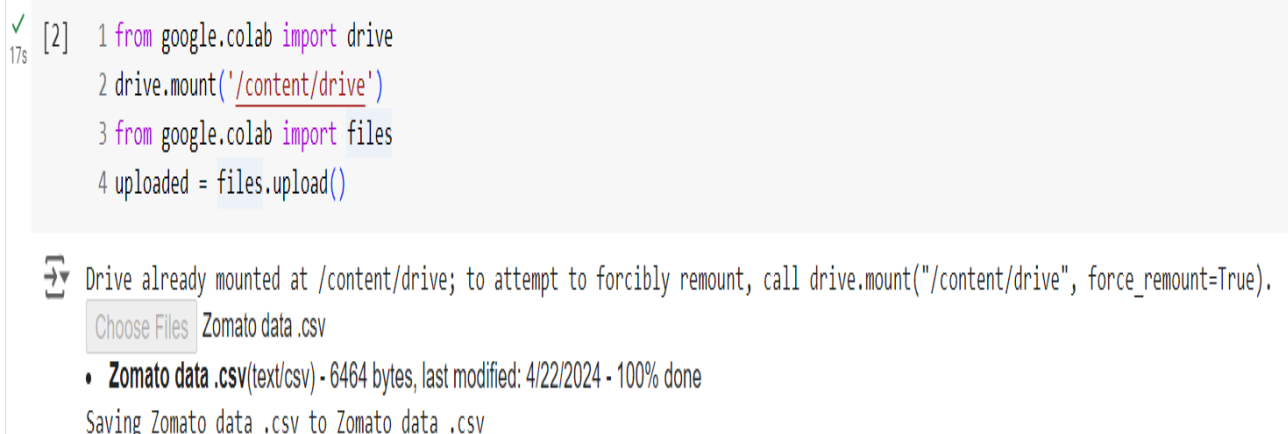 [2] 1 from google.colab import drive
17s 2 drive.mount('/content/drive')
3 from google.colab import files
4 uploaded = files.upload()
Drive already mounted at /content/drive; to attempt to forcibly remount, call drive.mount("/content/drive", force_remount=True).
Choose Files Zomato data .csv
• Zomato data .csv(text/csv) - 6464 bytes, last modified: 4/22/2024 - 100% done
Saving Zomato data .csv to Zomato data .csv